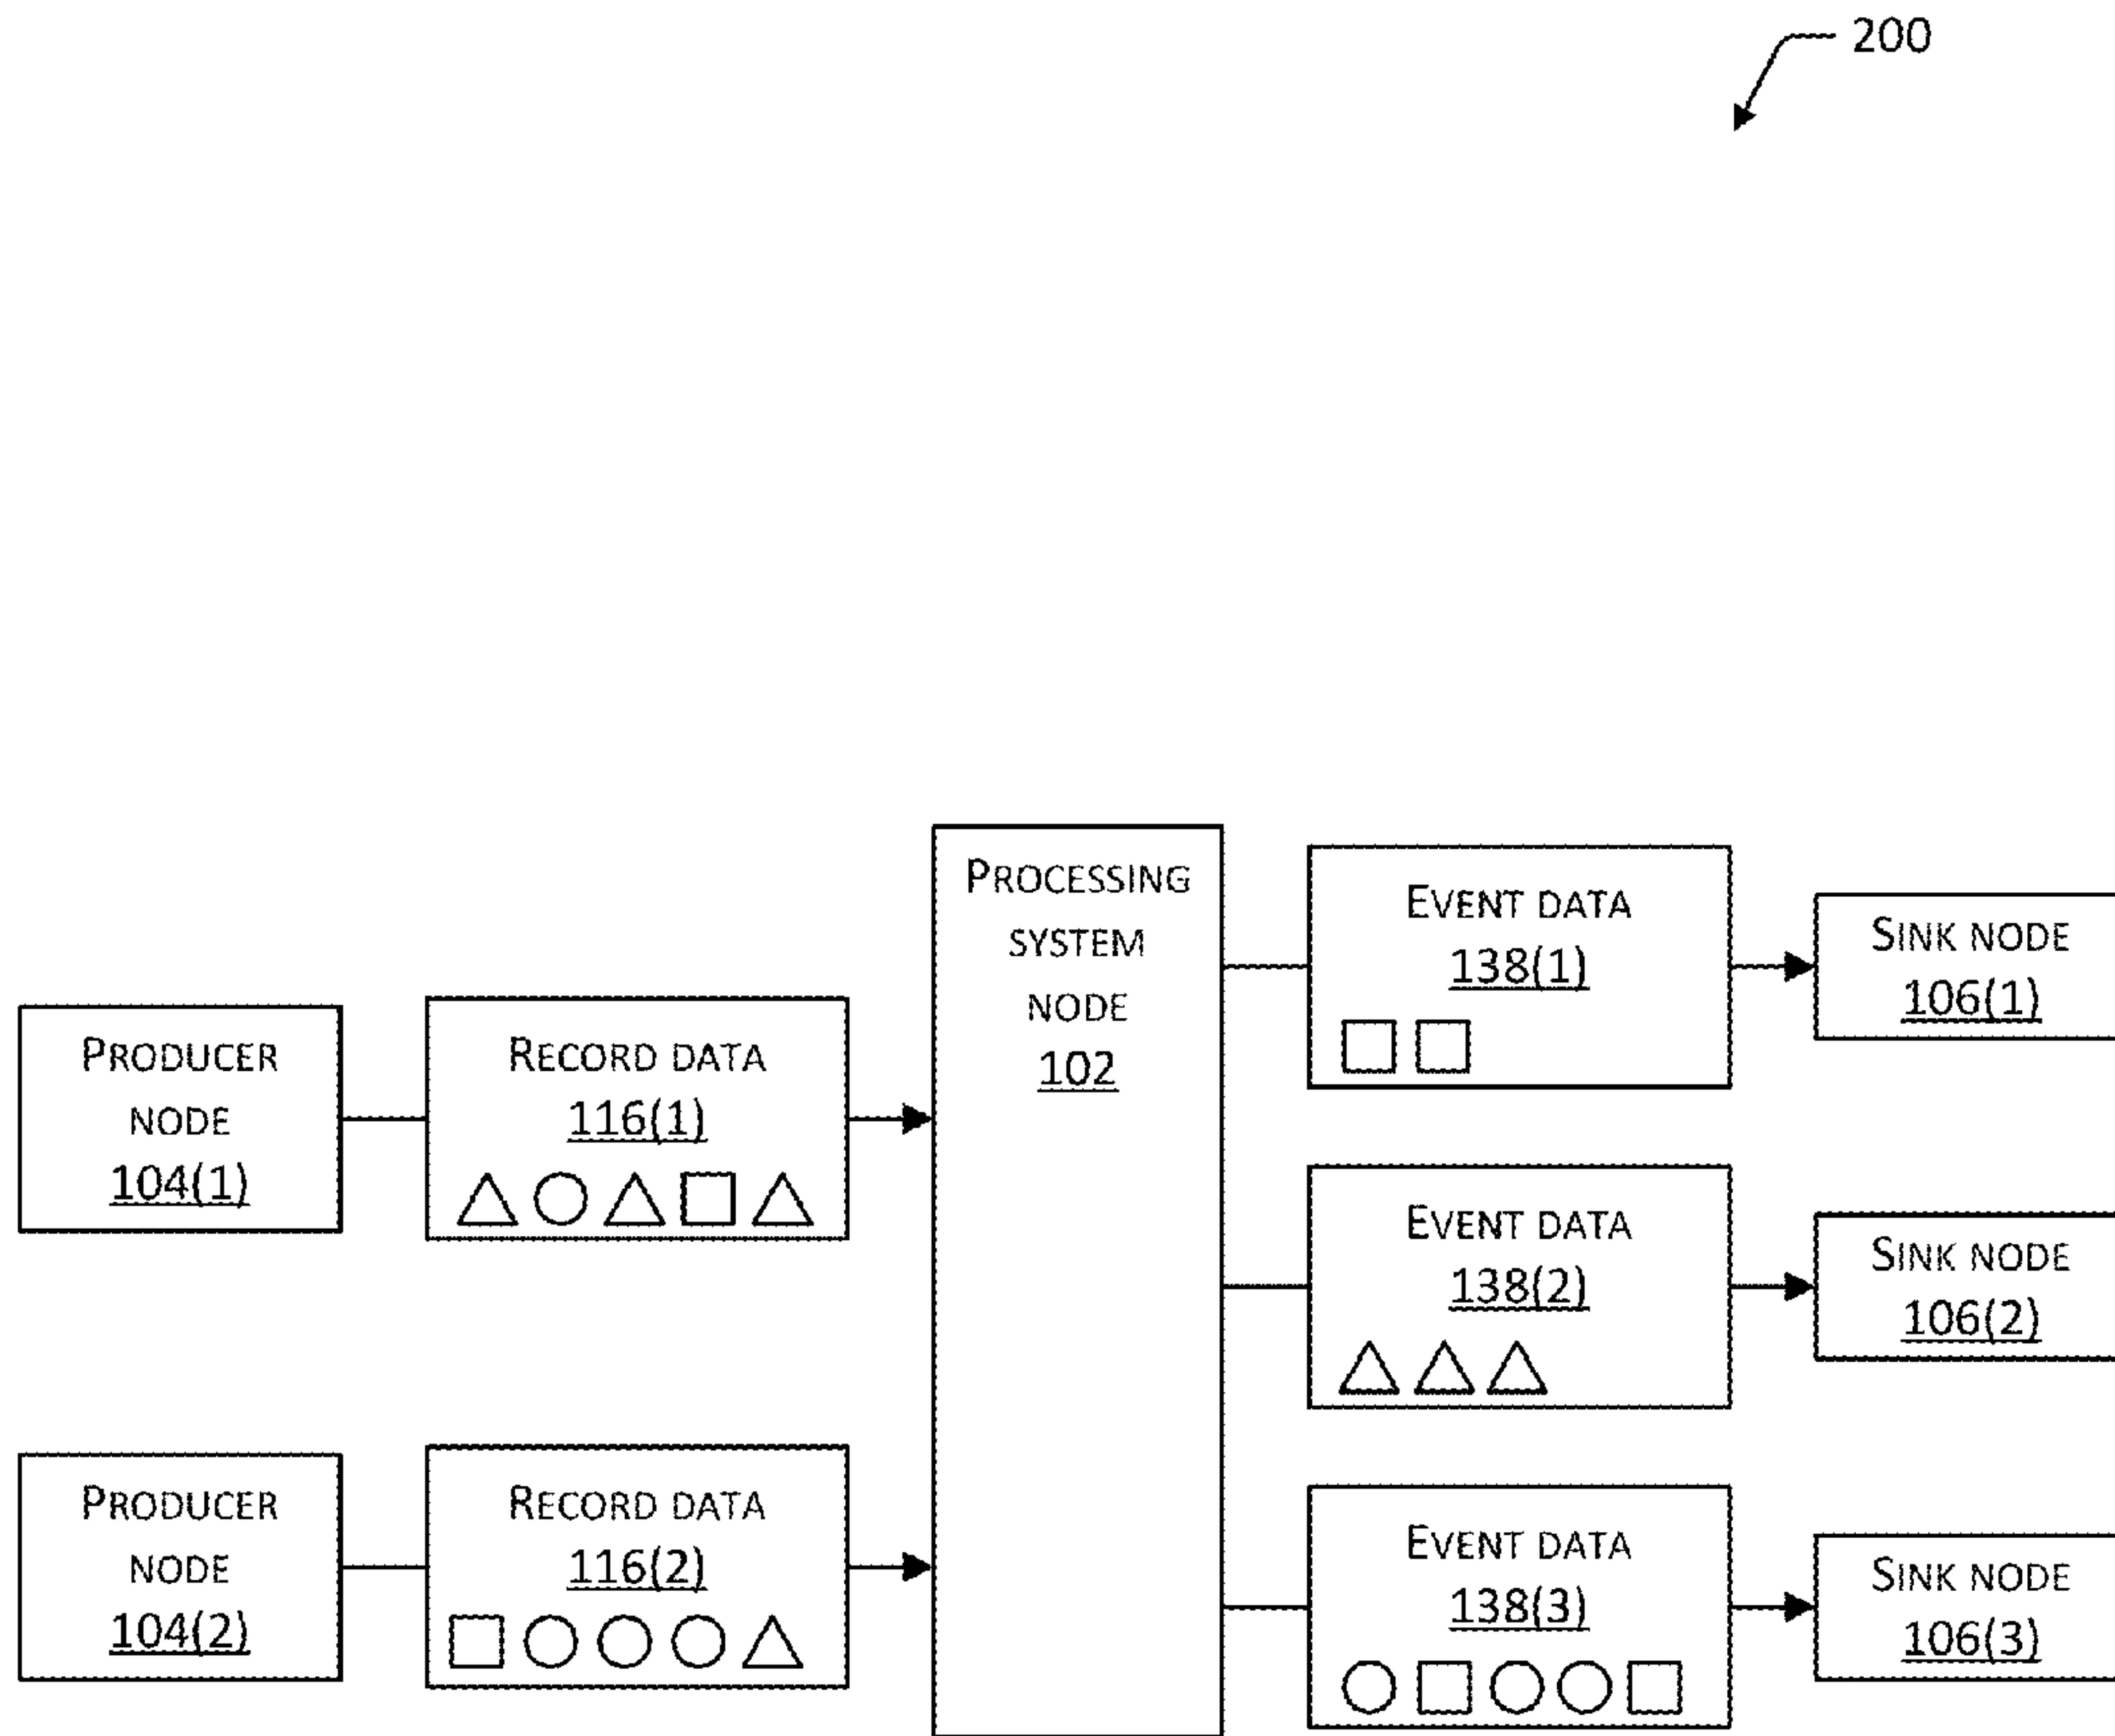 200
PROCESSING
SYSTEM
NODE
102
PRODUCER
NODE
104(1)
RECORD DATA
116(1)
PRODUCER
NODE
104(2)
RECORD DATA
116(2)
EVENT DATA
138(1)
SINK NODE
106(1)
EVENT DATA
138(2)
SINK NODE
106(2)
EVENT DATA
138(3)
SINK NODE
106(3)